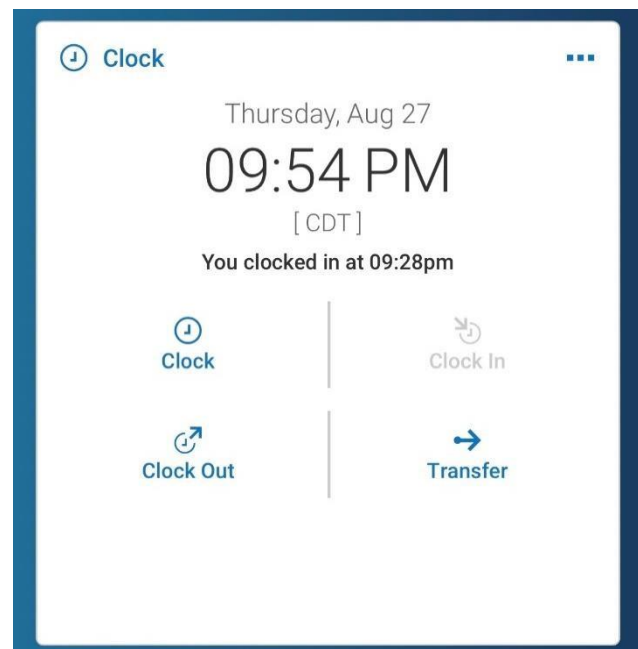 Clock
Thursday, Aug 27
09:54 PM
[ CDT ]
You clocked in at 09:28pm
Clock
Clock In
Clock Out
Transfer